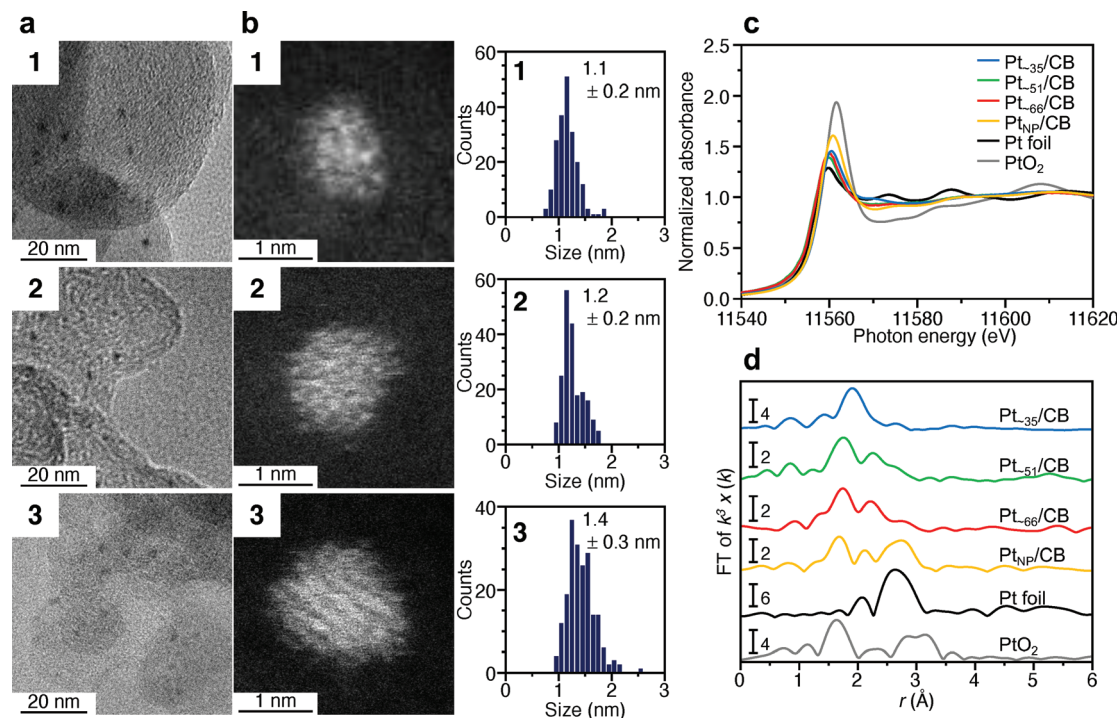 a
1
20 nm
2
20 nm
3
20 nm
b
1
1 nm
2
1 nm
3
1 nm
60
40
20
0
Counts
1
1.1
± 0.2 nm
0 1 2 3
Size (nm)
60
40
20
0
Counts
2
1.2
± 0.2 nm
0 1 2 3
Size (nm)
40
20
0
Counts
3
1.4
± 0.3 nm
0 1 2 3
Size (nm)
c
2.5
2.0
1.5
1.0
0.5
0.0
Normalized absorbance
Pt~35/CB
Pt~51/CB
Pt~66/CB
PtNP/CB
Pt foil
PtO2
11540 11560 11580 11600 11620
Photon energy (eV)
d
FT of k³ x (k)
4
Pt~35/CB
2
Pt~51/CB
2
Pt~66/CB
2
PtNP/CB
6
Pt foil
4
PtO2
0 1 2 3 4 5 6
r (Å)